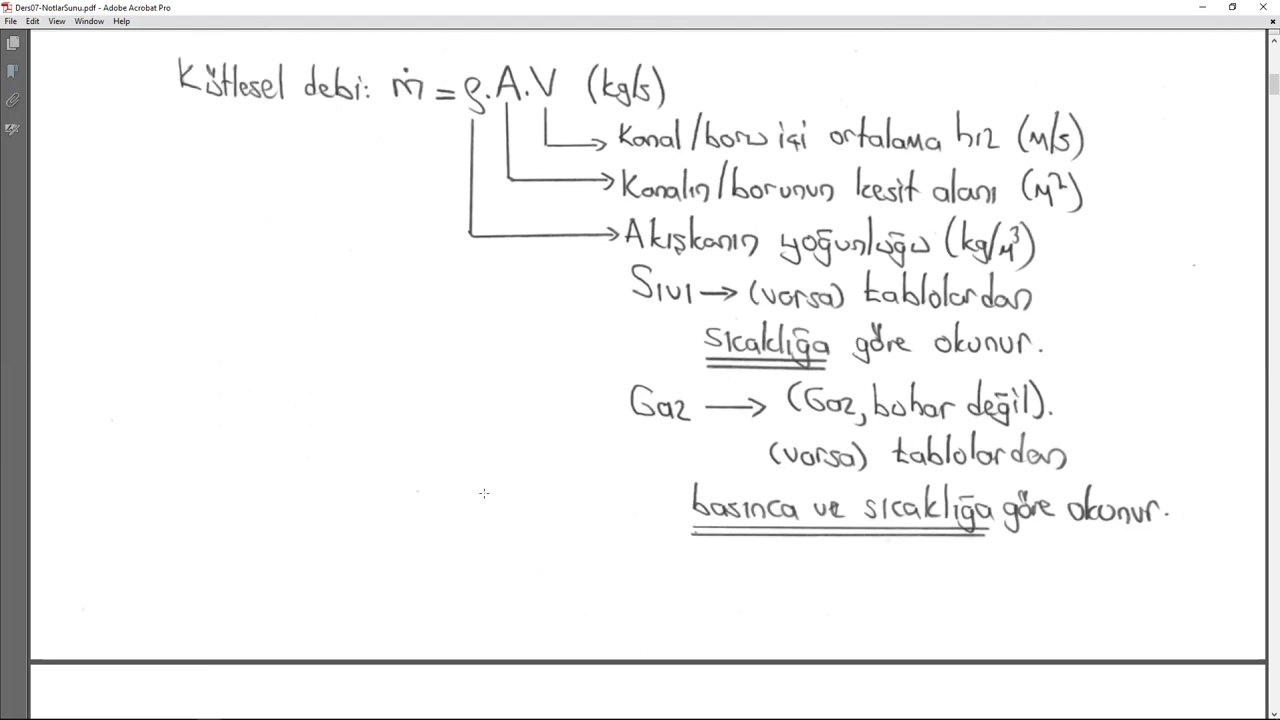 Ders07-NotlarSunu.pdf - Adobe Acrobat Pro
File Edit View Window Help
Kütlesel debi: ṁ = ρ.A.V (kg/s)
Kanal/boru içi ortalama hız (m/s)
Kanalın/borunun kesit alanı (m²)
Akışkanın yoğunluğu (kg/m³)
Sıvı → (varsa) tablolardan
sıcaklığa göre okunur.
Gaz → (Gaz, buhar değil).
(varsa) tablolardan
basınca ve sıcaklığa göre okunur.